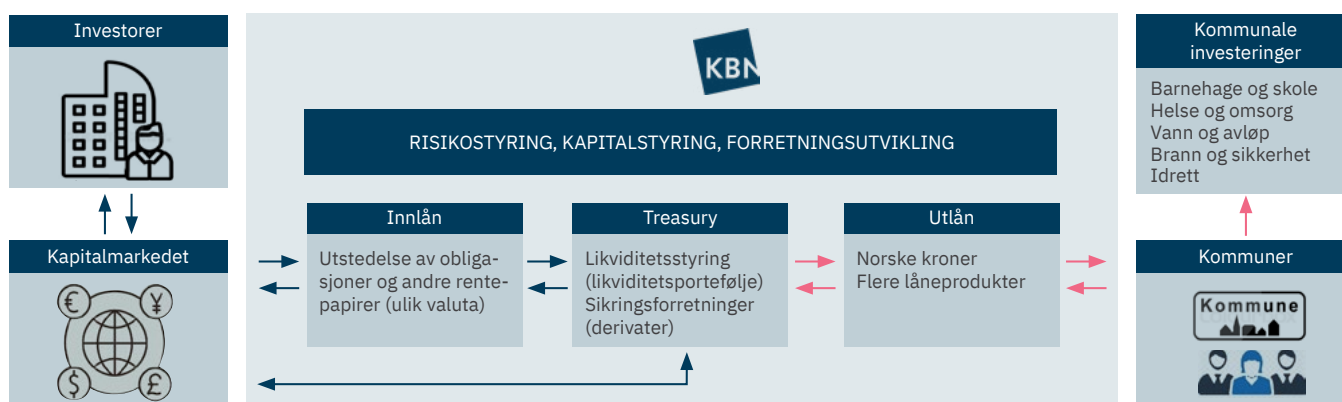 Investorer
Kapitalmarkedet
€
¥
$
£
KBN
RISIKOSTYRING, KAPITALSTYRING, FORRETNINGSUTVIKLING
Innlån
Utstedelse av obliga-
sjoner og andre rente-
papirer (ulik valuta)
Treasury
Likviditetsstyring
(likviditetsportefølje)
Sikringsforretninger
(derivater)
Utlån
Norske kroner
Flere låneprodukter
Kommunale
investeringer
Barnehage og skole
Helse og omsorg
Vann og avløp
Brann og sikkerhet
Idrett
Kommuner
Kommune